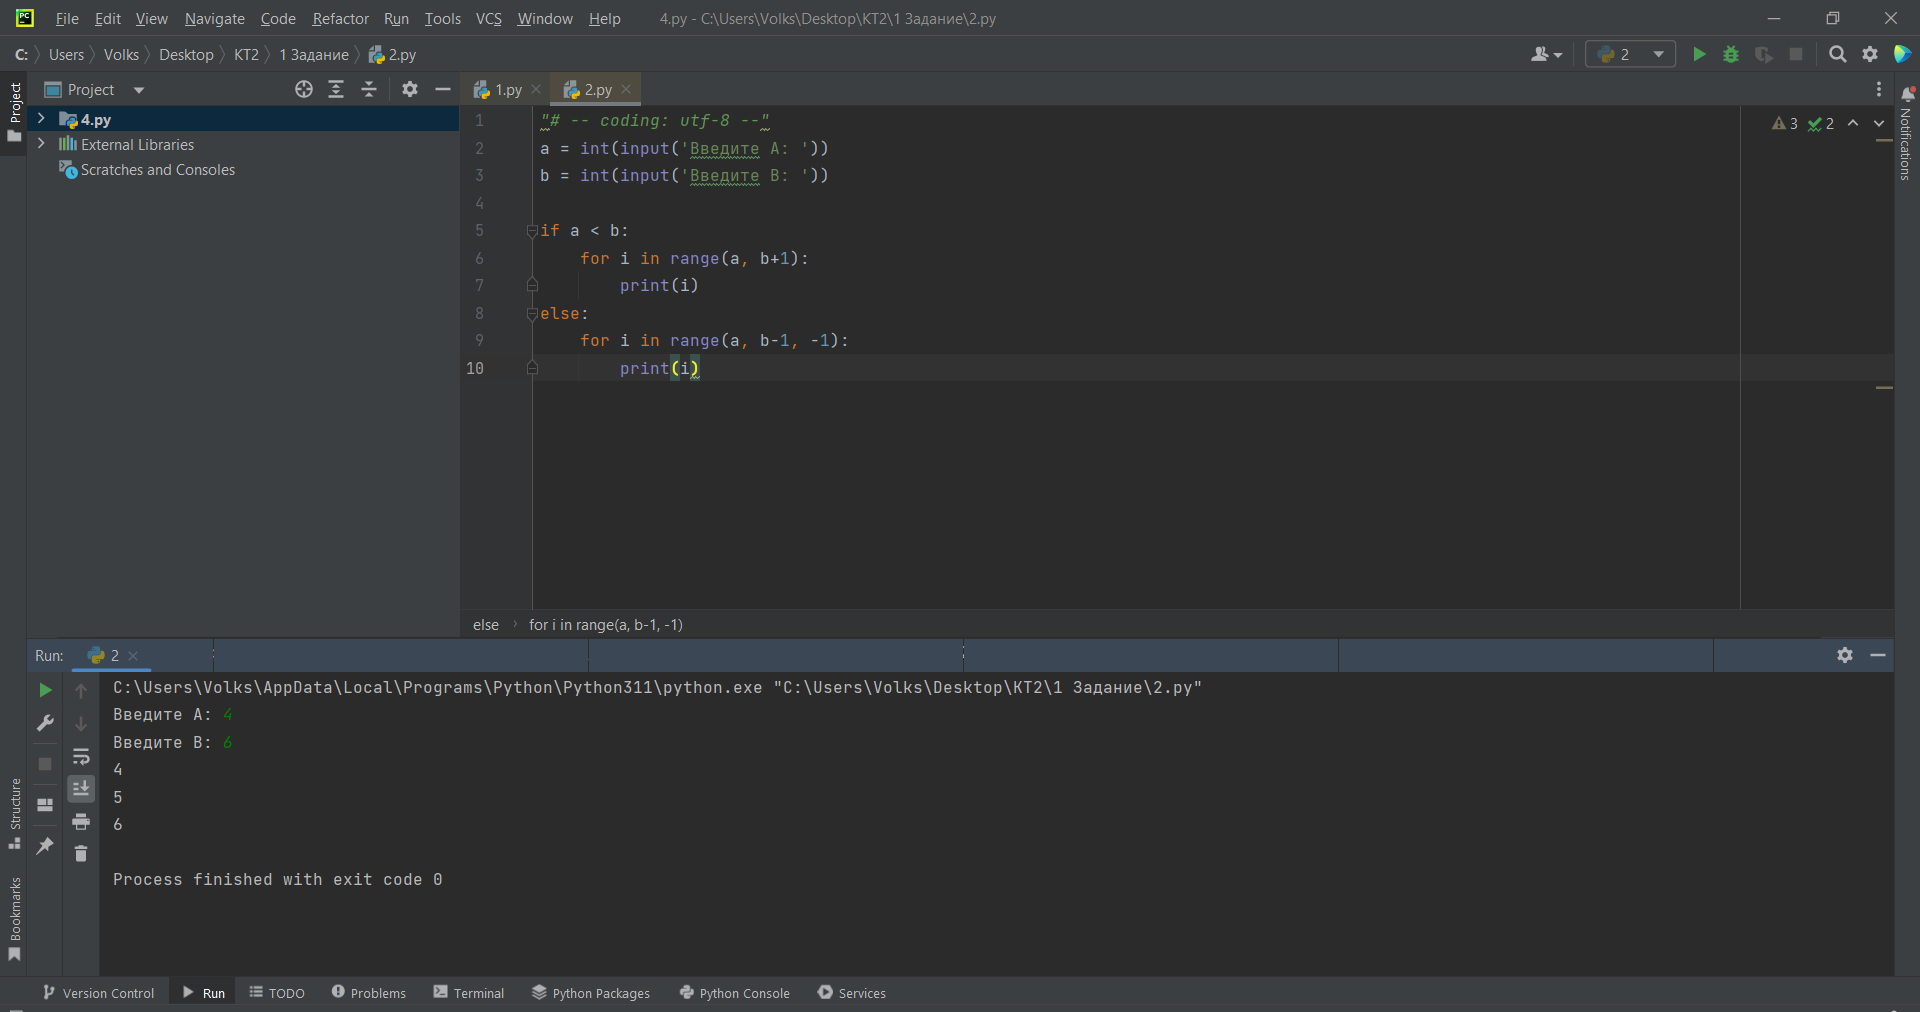 PC File Edit View Navigate Code Refactor Run Tools VCS Window Help 4.py - C:\Users\Volks\Desktop\KT2\1 Задание\2.py
C: Users Volks Desktop KT2 1 Задание 2.py 2
Project Project 1.py 2.py
4.py
External Libraries
Scratches and Consoles
1 "# -- coding: utf-8 --" 3 2
2 a = int(input('Введите A: '))
3 b = int(input('Введите B: '))
4
5 if a < b:
6 for i in range(a, b+1):
7 print(i)
8 else:
9 for i in range(a, b-1, -1):
10 print(i)
Notifications
else for i in range(a, b-1, -1)
Run: 2
C:\Users\Volks\AppData\Local\Programs\Python\Python311\python.exe "C:\Users\Volks\Desktop\KT2\1 Задание\2.py"
Введите A: 4
Введите B: 6
4
5
6
Process finished with exit code 0
Structure
Bookmarks
Version Control Run TODO Problems Terminal Python Packages Python Console Services